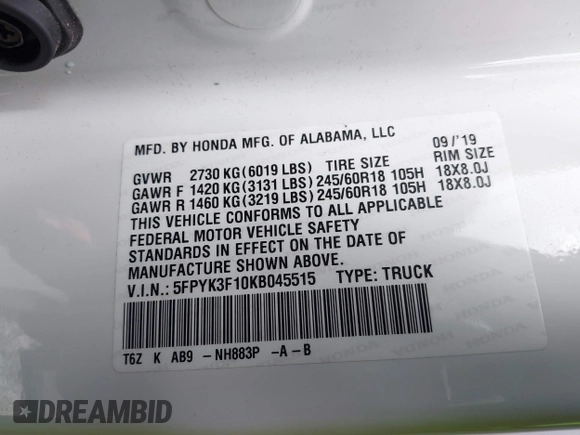 MFD. BY HONDA MFG. OF ALABAMA, LLC 09/'19
GVWR 2730 KG(6019 LBS) TIRE SIZE RIM SIZE
GAWR F 1420 KG(3131 LBS)245/60R18 105H 18X8.0J
GAWR R 1460 KG(3219 LBS)245/60R18 105H 18X8.0J
THIS VEHICLE CONFORMS TO ALL APPLICABLE
FEDERAL MOTOR VEHICLE SAFETY
STANDARDS IN EFFECT ON THE DATE OF
MANUFACTURE SHOWN ABOVE.
V.I.N.: 5FPYK3F10KB045515 TYPE: TRUCK
T6Z K AB9 -NH883P -A-B
DREAMBID